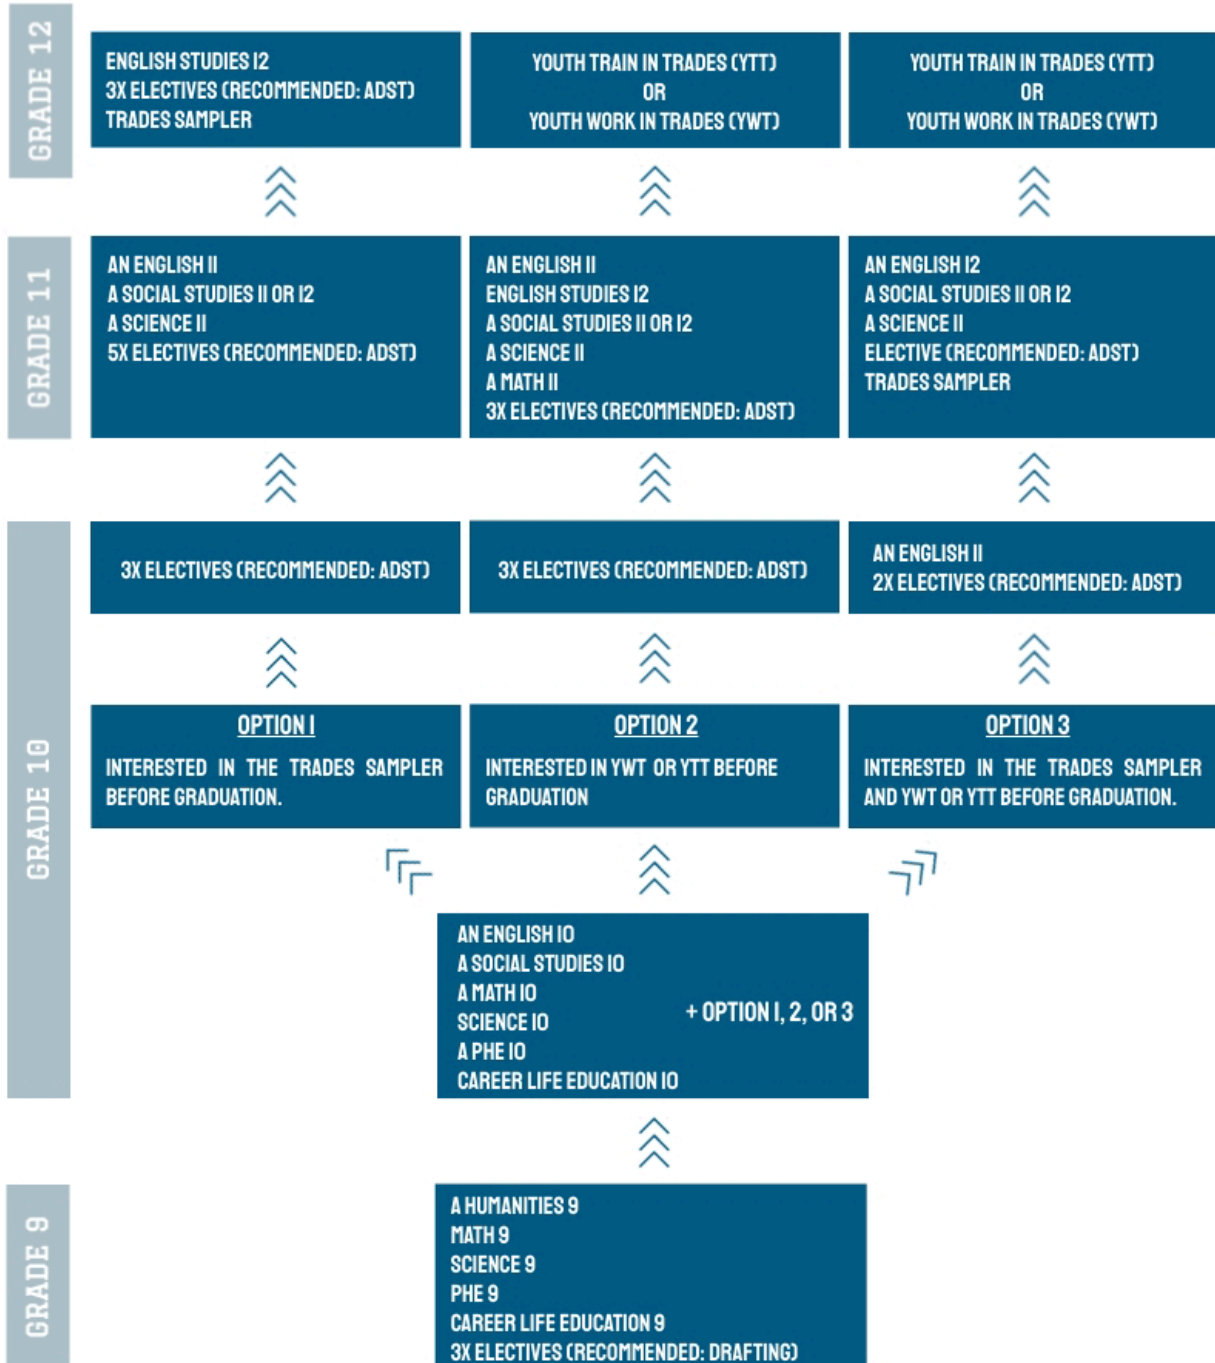 GRADE 12
ENGLISH STUDIES 12
3X ELECTIVES (RECOMMENDED: ADST)
TRADES SAMPLER
YOUTH TRAIN IN TRADES (YTT)
OR
YOUTH WORK IN TRADES (YWT)
YOUTH TRAIN IN TRADES (YTT)
OR
YOUTH WORK IN TRADES (YWT)
GRADE 11
AN ENGLISH 11
A SOCIAL STUDIES 11 OR 12
A SCIENCE 11
5X ELECTIVES (RECOMMENDED: ADST)
AN ENGLISH 11
ENGLISH STUDIES 12
A SOCIAL STUDIES 11 OR 12
A SCIENCE 11
A MATH 11
3X ELECTIVES (RECOMMENDED: ADST)
AN ENGLISH 12
A SOCIAL STUDIES 11 OR 12
A SCIENCE 11
ELECTIVE (RECOMMENDED: ADST)
TRADES SAMPLER
GRADE 10
3X ELECTIVES (RECOMMENDED: ADST)
3X ELECTIVES (RECOMMENDED: ADST)
AN ENGLISH 11
2X ELECTIVES (RECOMMENDED: ADST)
OPTION 1
INTERESTED IN THE TRADES SAMPLER
BEFORE GRADUATION.
OPTION 2
INTERESTED IN YWT OR YTT BEFORE
GRADUATION
OPTION 3
INTERESTED IN THE TRADES SAMPLER
AND YWT OR YTT BEFORE GRADUATION.
AN ENGLISH 10
A SOCIAL STUDIES 10
A MATH 10
SCIENCE 10
A PHE 10
CAREER LIFE EDUCATION 10
+ OPTION 1, 2, OR 3
GRADE 9
A HUMANITIES 9
MATH 9
SCIENCE 9
PHE 9
CAREER LIFE EDUCATION 9
3X ELECTIVES (RECOMMENDED: DRAFTING)